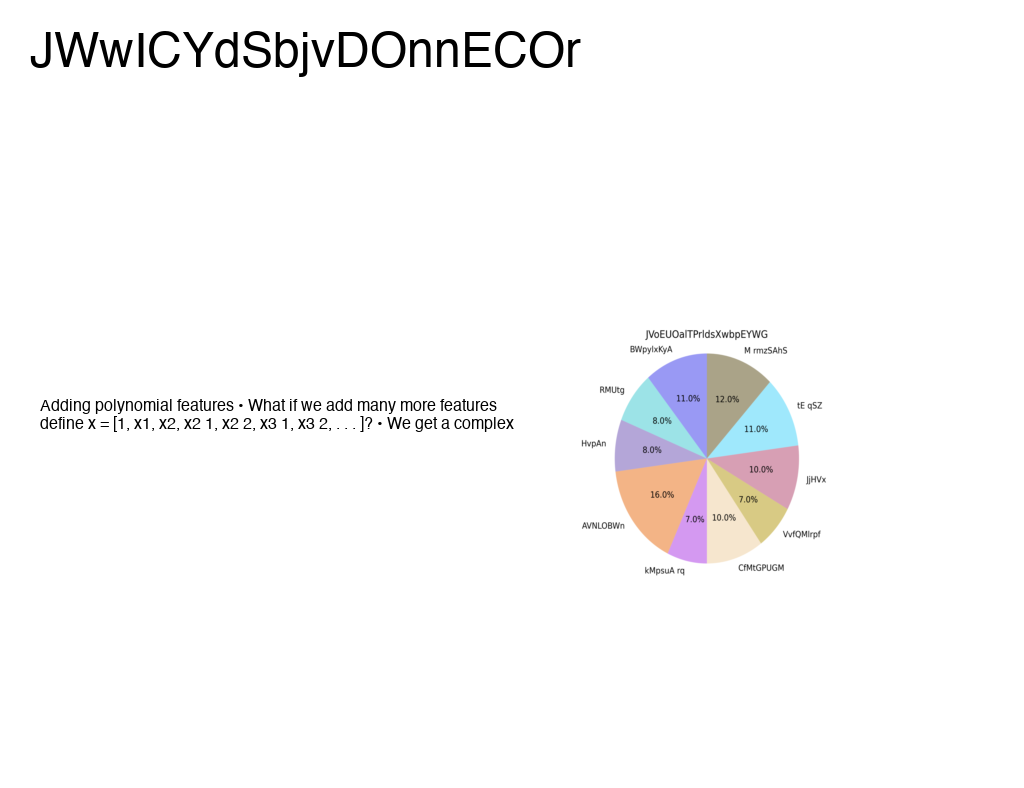 JWwICYdSbjvDOnnECOr
Adding polynomial features • What if we add many more features
define x = [1, x1, x2, x2 1, x2 2, x3 1, x3 2, . . . ]? • We get a complex
JVoEUOalTPrldsXwbpEYWG
BWpylxKyA
M rmzSAhS
RMUtg
tE qSZ
HvpAn
JjHVx
AVNLOBWn
VvfQMlrpf
kMpsuA rq
CfMtGPUGM
11.0%
12.0%
8.0%
11.0%
8.0%
10.0%
16.0%
7.0%
7.0%
10.0%